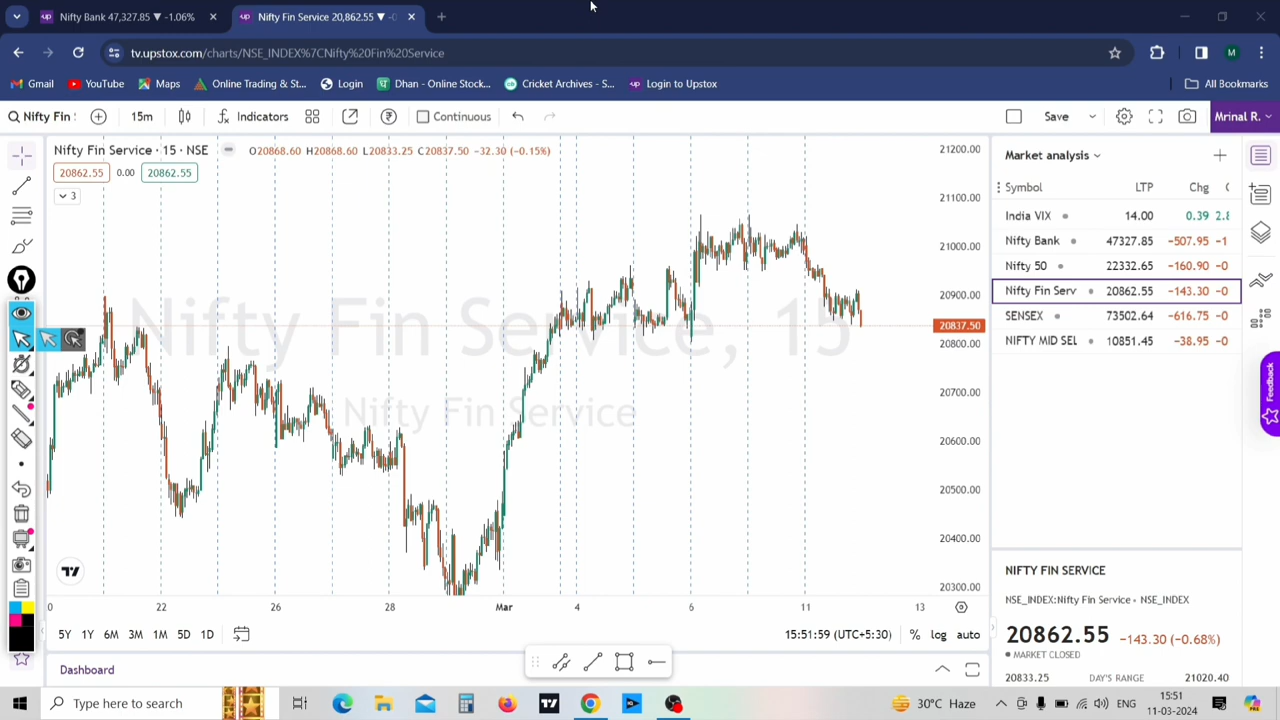 Nifty Bank 47,327.85 ▼ -1.06%
Nifty Fin Service 20,862.55 ▼ -
tv.upstox.com/charts/NSE_INDEX%7CNifty%20Fin%20Service
M
Gmail
YouTube
Maps
Online Trading & St...
Login
Dhan - Online Stock...
Cricket Archives - S...
Login to Upstox
All Bookmarks
Nifty Fin
15m
Indicators
Continuous
Save
Mrinal R.
Nifty Fin Service · 15 · NSE
O20868.60 H20868.60 L20833.25 C20837.50 −32.30 (−0.15%)
20862.55
0.00
20862.55
3
Nifty Fin Service, 15
Nifty Fin Service
21200.00
21100.00
21000.00
20900.00
20837.50
20800.00
20700.00
20600.00
20500.00
20400.00
20300.00
0
22
26
28
Mar
4
6
11
13
5Y
1Y
6M
3M
1M
5D
1D
15:51:59 (UTC+5:30)
%
log
auto
Dashboard
Market analysis
Symbol
LTP
Chg
India VIX
14.00
0.39
2.8
Nifty Bank
47327.85
−507.95
−1
Nifty 50
22332.65
−160.90
−0
Nifty Fin Serv
20862.55
−143.30
−0
SENSEX
73502.64
−616.75
−0
NIFTY MID SEL
10851.45
−38.95
−0
Feedback
NIFTY FIN SERVICE
NSE_INDEX:Nifty Fin Service • NSE_INDEX
20862.55 −143.30 (−0.68%)
MARKET CLOSED
20833.25
DAY'S RANGE
21020.40
Type here to search
30°C Haze
ENG
15:51
11-03-2024